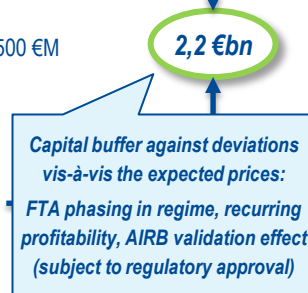 500 €M
2,2 €bn
Capital buffer against deviations
vis-à-vis the expected prices:
FTA phasing in regime, recurring
profitability, AIRB validation effect
(subject to regulatory approval)